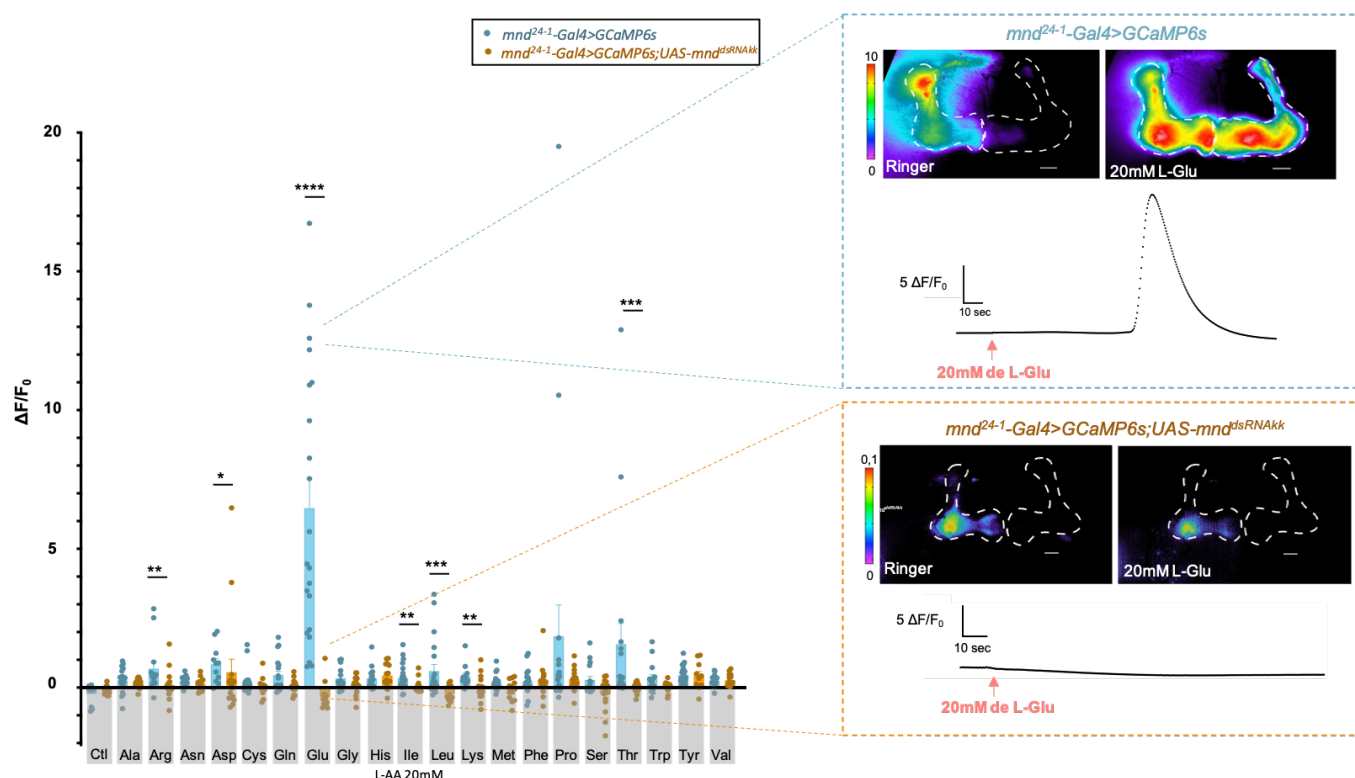 mnd24-1-Gal4>GCaMP6s
mnd24-1-Gal4>GCaMP6s;UAS-mnddsRNAkk
20
15
10
5
0
ΔF/F0
**
*
****
**
***
**
***
Ctl Ala Arg Asn Asp Cys Gln Glu Gly His Ile Leu Lys Met Phe Pro Ser Thr Trp Tyr Val
L-AA 20mM
mnd24-1-Gal4>GCaMP6s
10
0
Ringer
20mM L-Glu
5 ΔF/F0
10 sec
20mM de L-Glu
mnd24-1-Gal4>GCaMP6s;UAS-mnddsRNAkk
0,1
0
Ringer
20mM L-Glu
5 ΔF/F0
10 sec
20mM de L-Glu